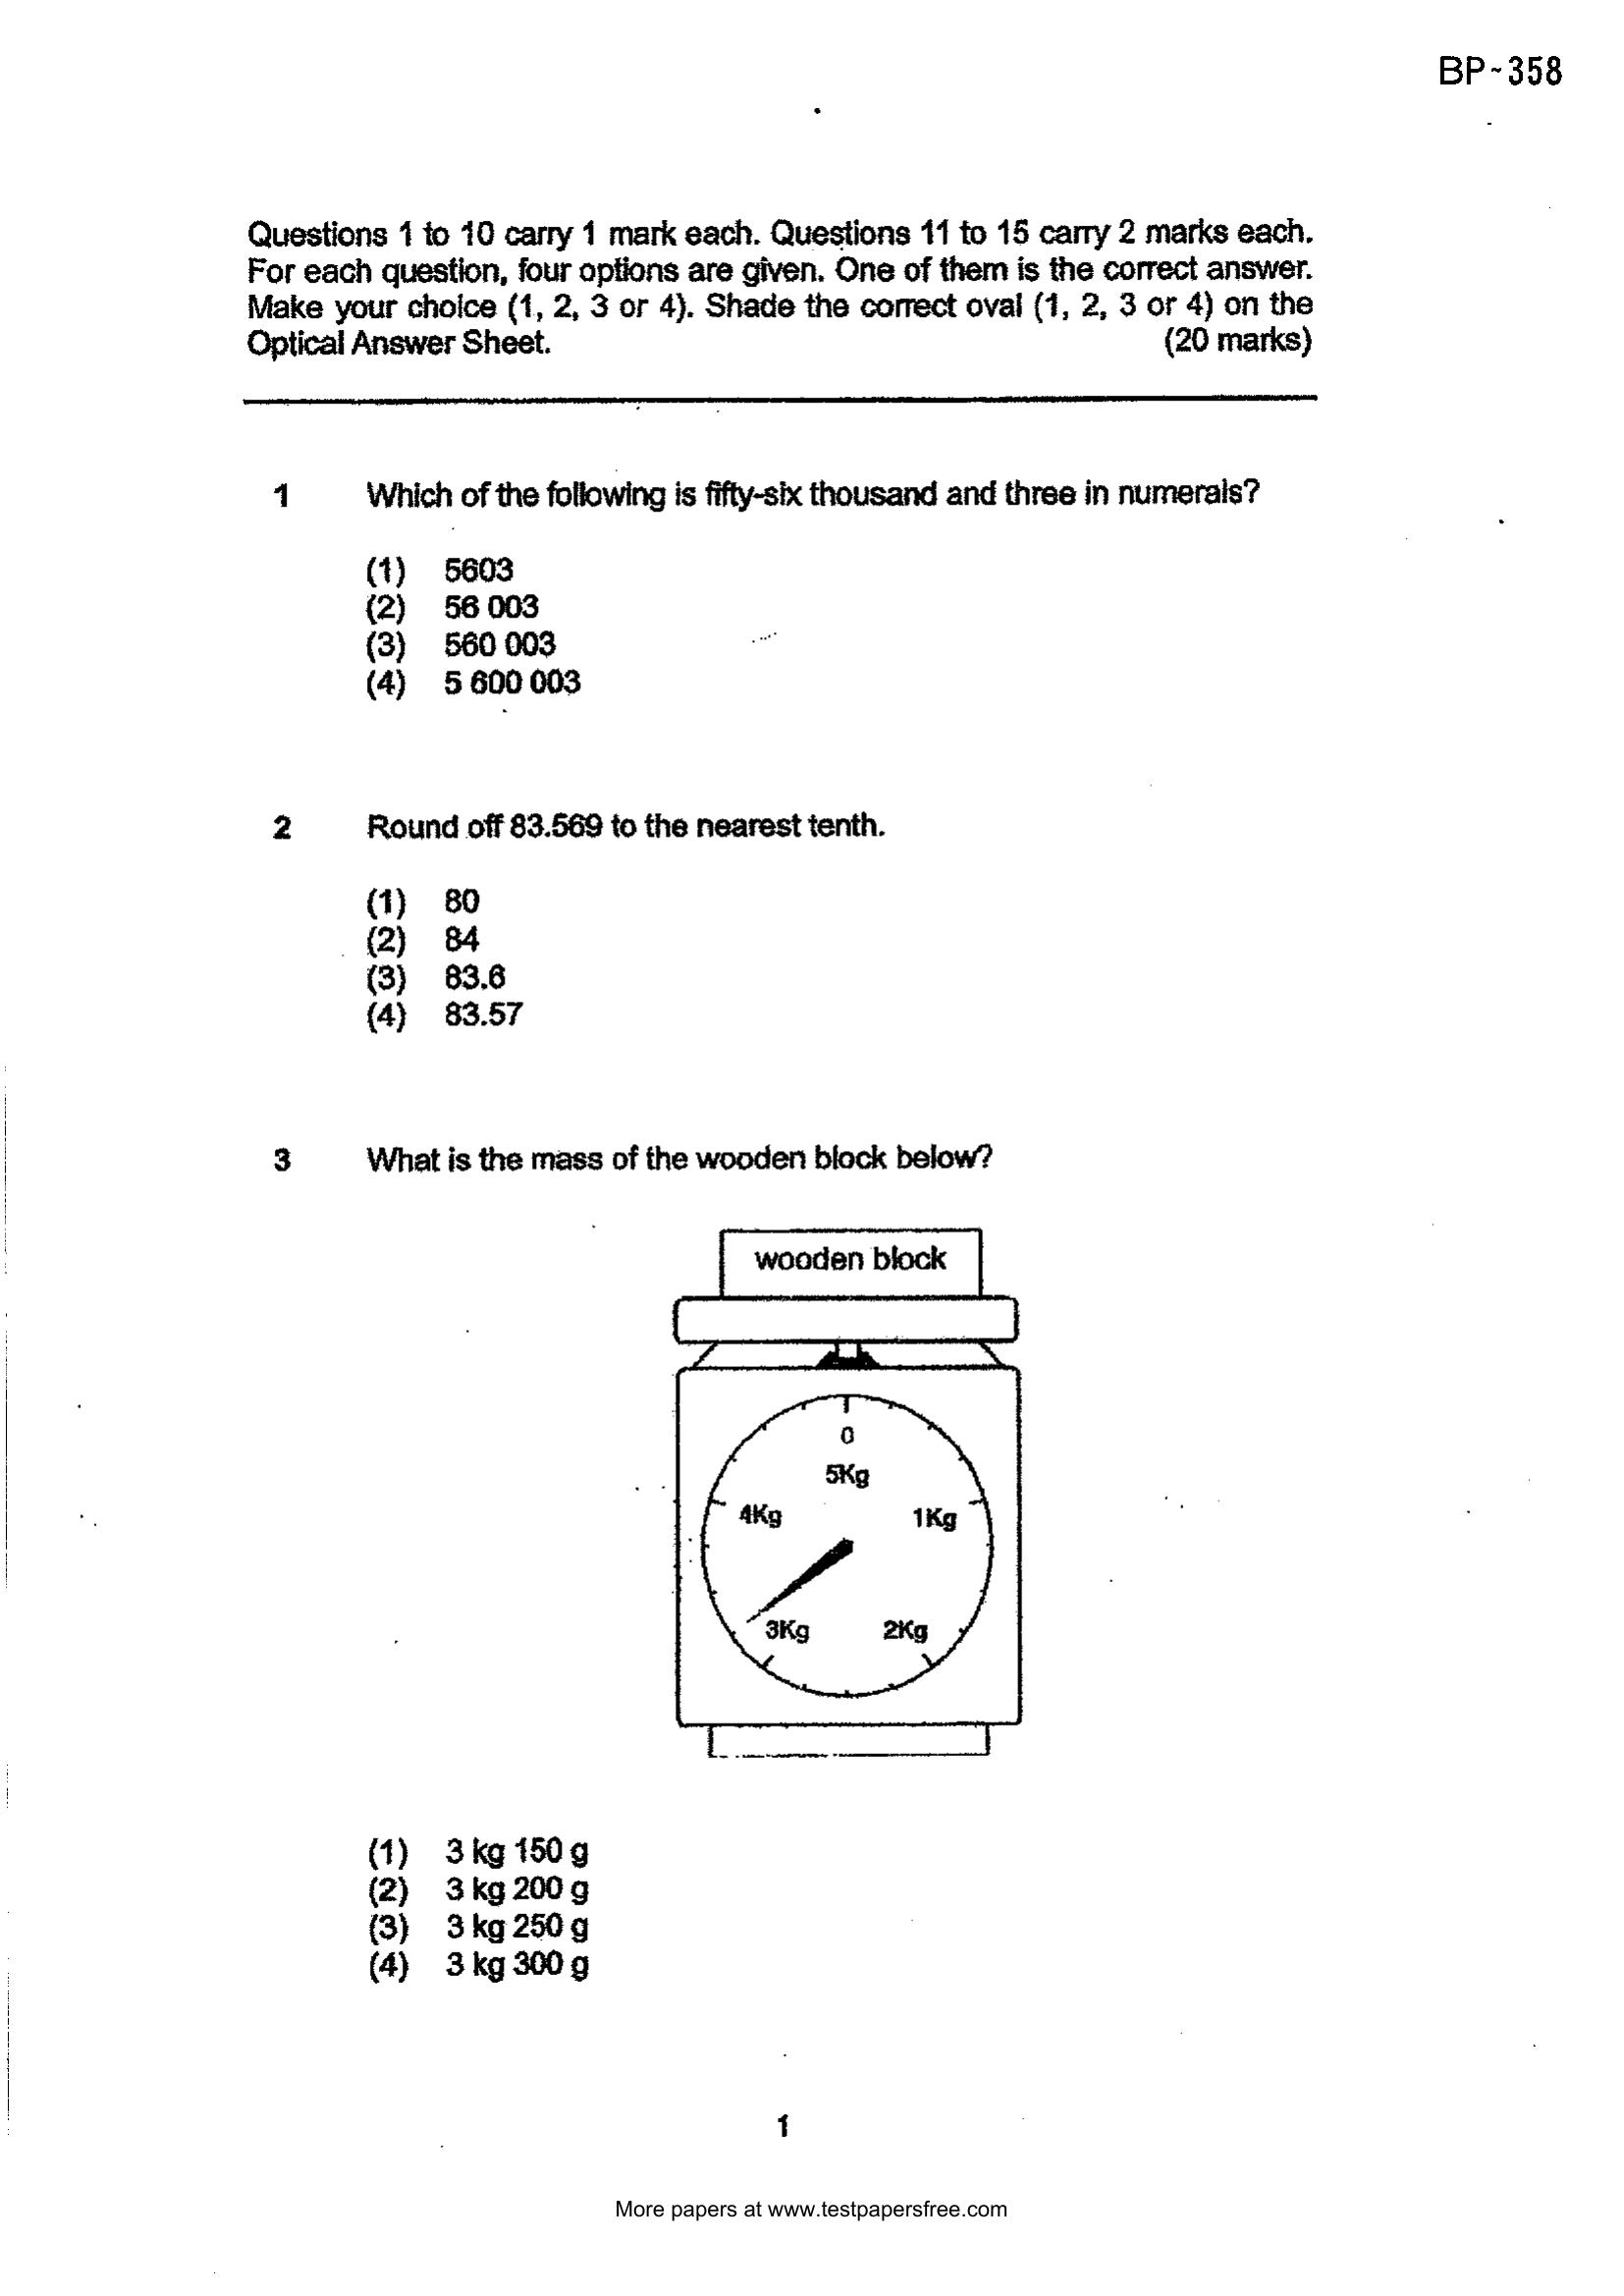 BP~358
Questions 1 to 10 carry 1 mark each. Questions 11 to 15 carry 2 marks each.
For each question, four options are given. One of them is the correct answer.
Make your choice (1, 2, 3 or 4). Shade the correct oval (1, 2, 3 or 4) on the
Optical Answer Sheet. (20 marks)
1 Which of the following is fifty-six thousand and three in numerals?
(1) 5603
(2) 56 003
(3) 560 003
(4) 5 600 003
2 Round off 83.569 to the nearest tenth.
(1) 80
(2) 84
(3) 83.6
(4) 83.57
3 What is the mass of the wooden block below?
wooden block
0
5Kg
4Kg 1Kg
3Kg 2Kg
(1) 3 kg 150 g
(2) 3 kg 200 g
(3) 3 kg 250 g
(4) 3 kg 300 g
1
More papers at www.testpapersfree.com